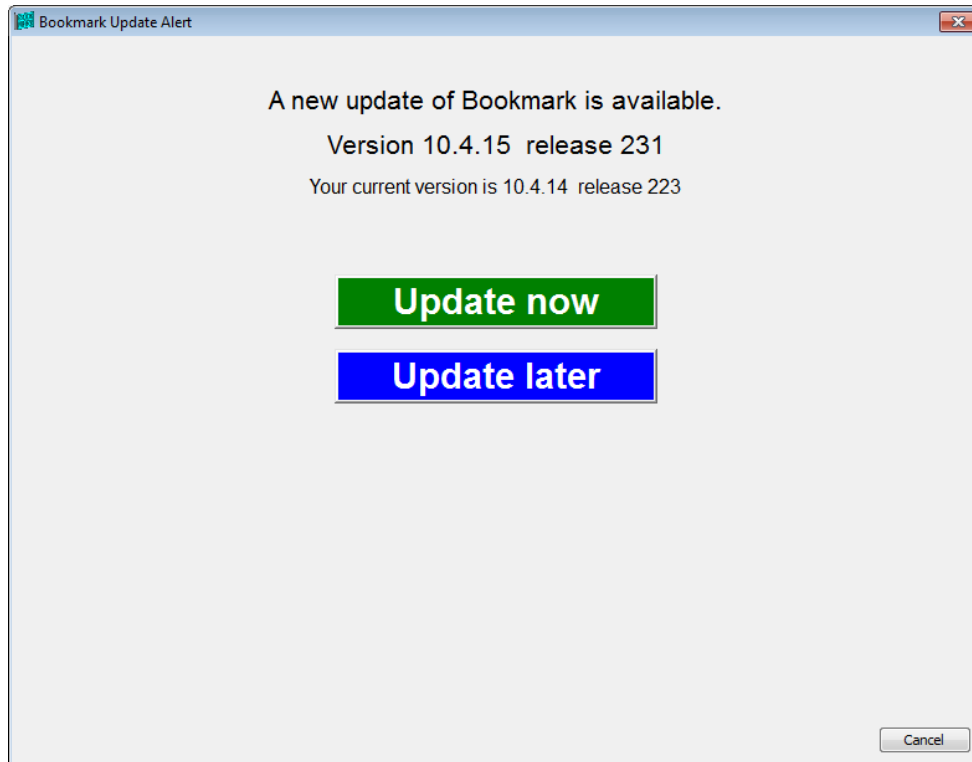 Bookmark Update Alert
A new update of Bookmark is available.
Version 10.4.15  release 231
Your current version is 10.4.14  release 223
Update now
Update later
Cancel